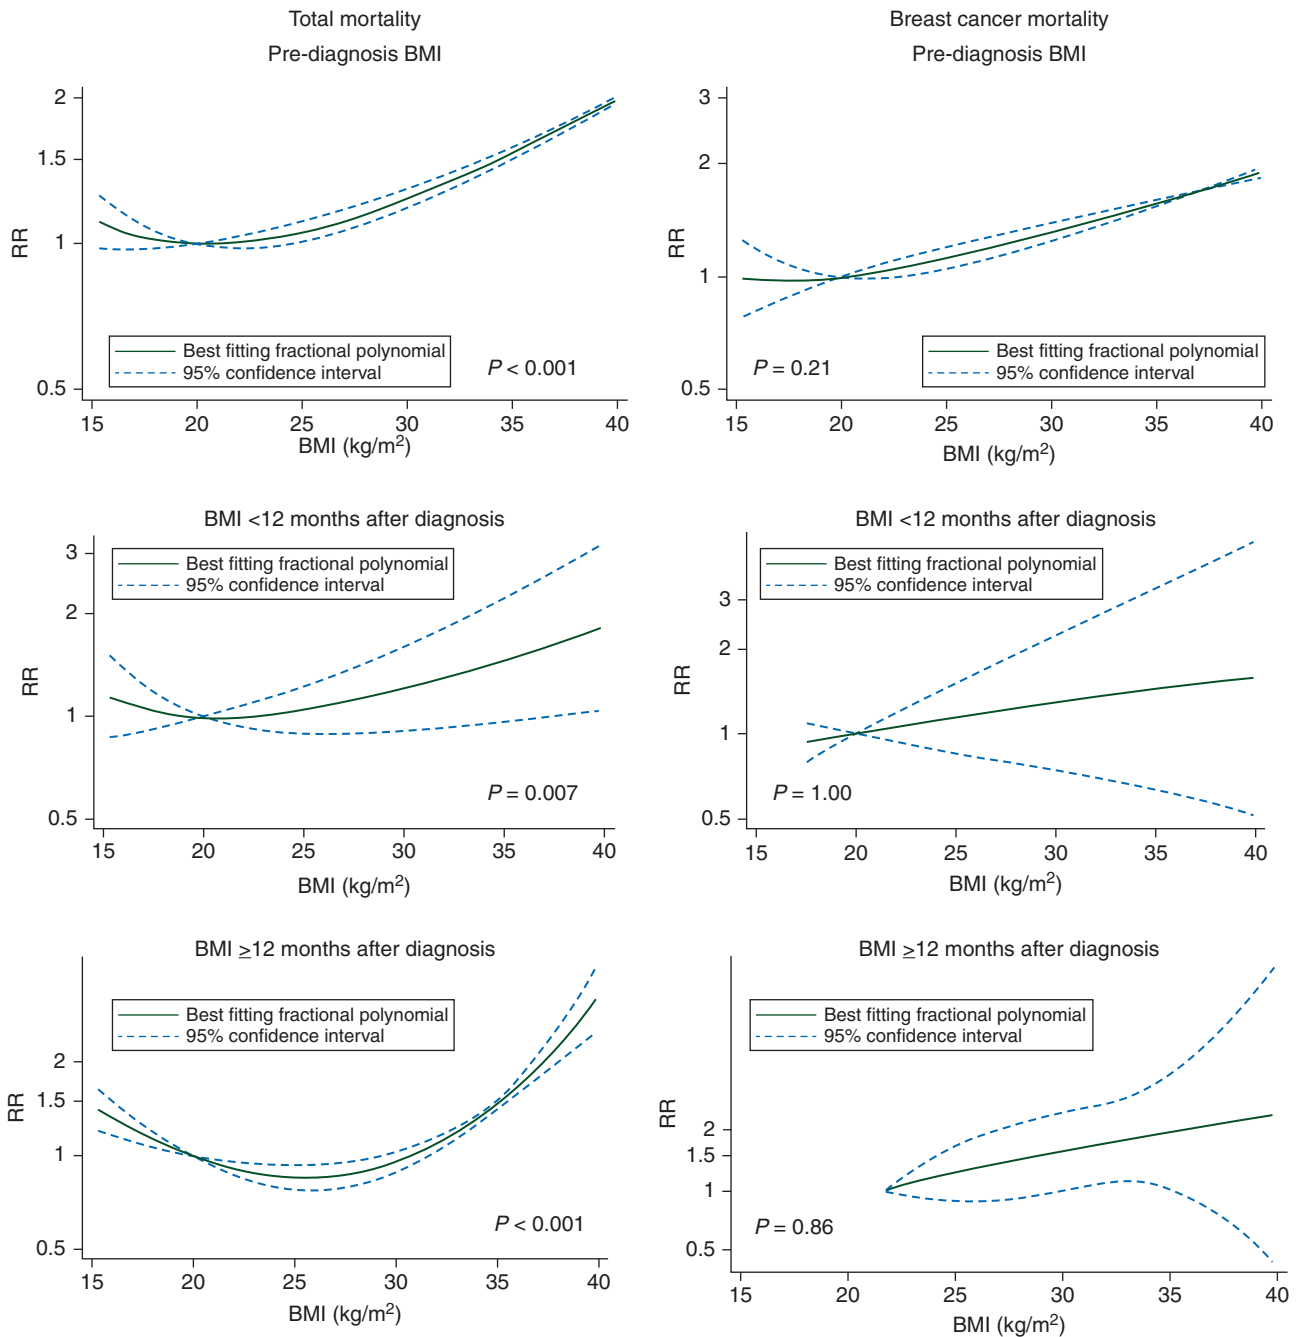 Total mortality
Pre-diagnosis BMI
2
1.5
1
0.5
RR
Best fitting fractional polynomial
95% confidence interval
P < 0.001
15 20 25 30 35 40
BMI (kg/m²)
Breast cancer mortality
Pre-diagnosis BMI
3
2
1
0.5
RR
P = 0.21
Best fitting fractional polynomial
95% confidence interval
15 20 25 30 35 40
BMI (kg/m²)
BMI <12 months after diagnosis
3
2
1
0.5
RR
Best fitting fractional polynomial
95% confidence interval
P = 0.007
15 20 25 30 35 40
BMI (kg/m²)
BMI <12 months after diagnosis
3
2
1
0.5
RR
Best fitting fractional polynomial
95% confidence interval
P = 1.00
15 20 25 30 35 40
BMI (kg/m²)
BMI ≥12 months after diagnosis
2
1.5
1
0.5
RR
Best fitting fractional polynomial
95% confidence interval
P < 0.001
15 20 25 30 35 40
BMI (kg/m²)
BMI ≥12 months after diagnosis
2
1.5
1
0.5
RR
Best fitting fractional polynomial
95% confidence interval
P = 0.86
15 20 25 30 35 40
BMI (kg/m²)